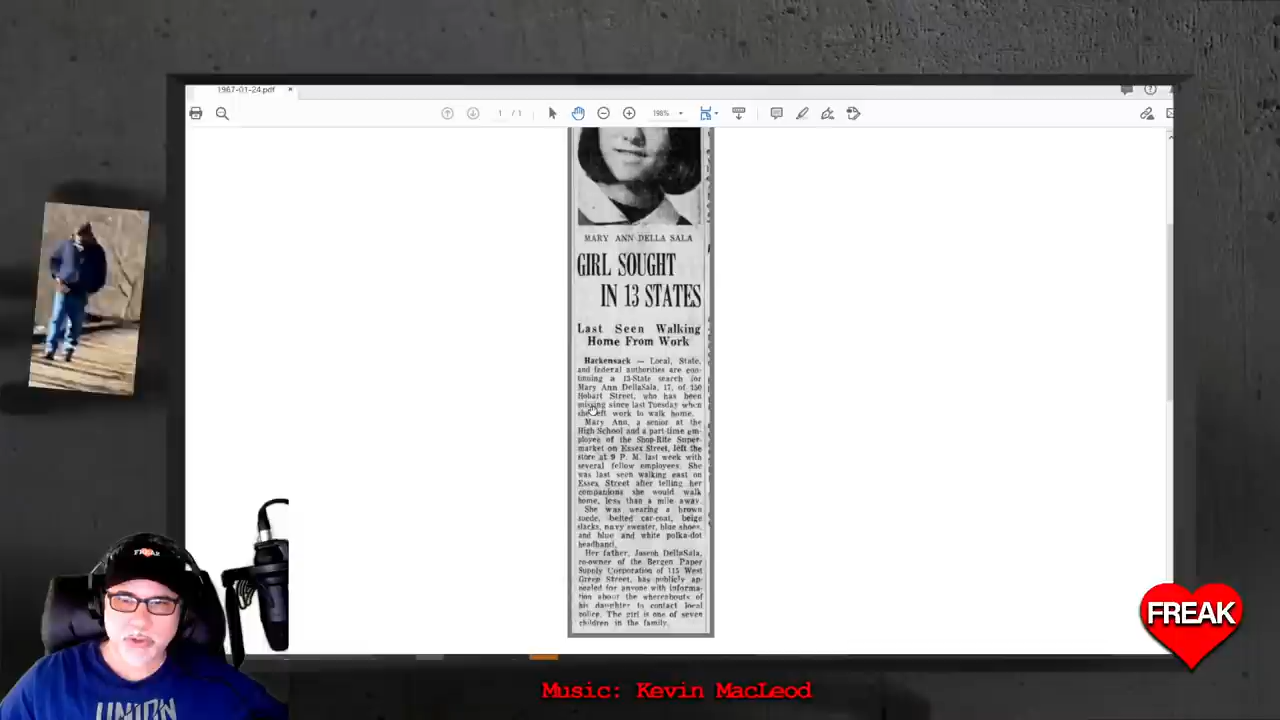 1967-01-24.pdf
1 / 1
198%
MARY ANN DELLA SALA
GIRL SOUGHT
IN 13 STATES
Last Seen Walking
Home From Work
Hackensack — Local, State,
and federal authorities are con-
tinuing a 13-State search for
Mary Ann DellaSala, 17, of 150
Hobart Street, who has been
missing since last Tuesday when
she left work to walk home.
Mary Ann, a senior at the
High School and a part-time em-
ployee of the Shop-Rite Super-
market on Essex Street, left the
store at 9 P. M. last week with
several fellow employees. She
was last seen walking east on
Essex Street after telling her
companions she would walk
home, less than a mile away.
She was wearing a brown
suede, belted car-coat, beige
slacks, navy sweater, blue shoes,
and blue and white polka-dot
headband.
Her father, Joseph DellaSala,
co-owner of the Bergen Paper
Supply Corporation of 115 West
Green Street, has publicly ap-
pealed for anyone with informa-
tion about the whereabouts of
his daughter to contact local
police. The girl is one of seven
children in the family.
FREAK
UNION
FREAK
Music: Kevin MacLeod